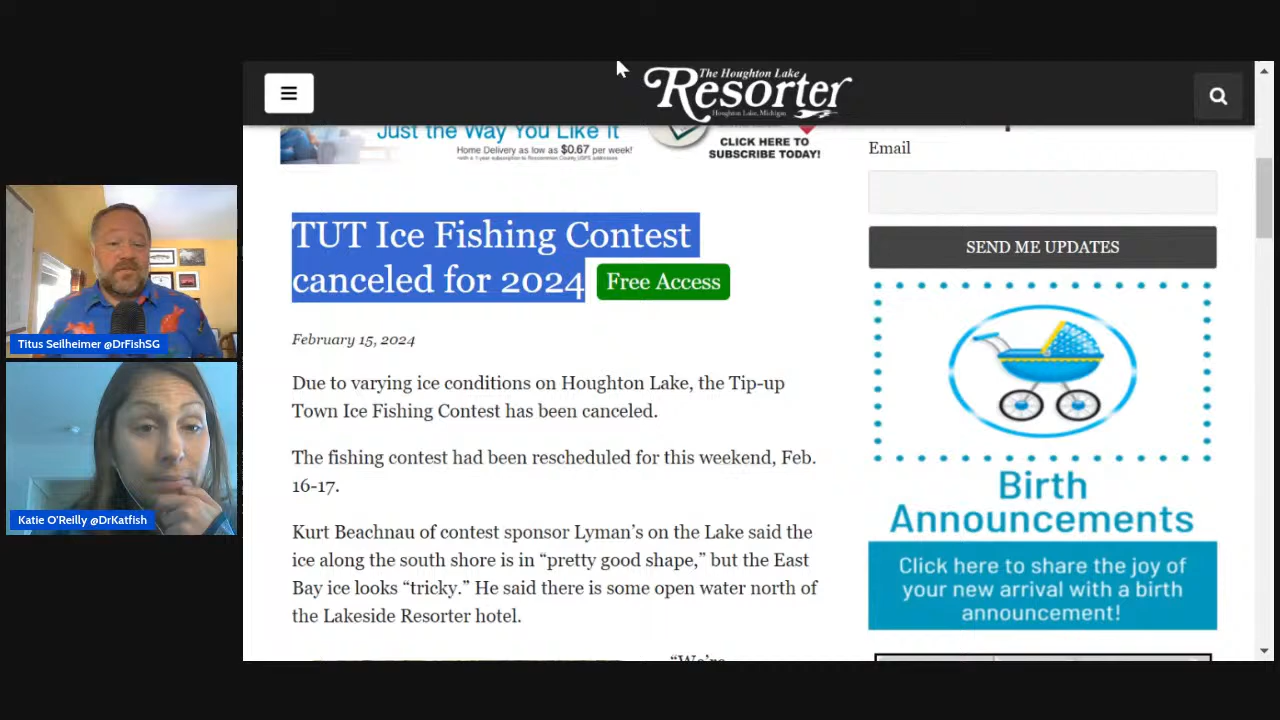 The Houghton Lake
Resorter
Houghton Lake, Michigan
Just the Way You Like It
Home Delivery as low as $0.67 per week!
CLICK HERE TO
SUBSCRIBE TODAY!
TUT Ice Fishing Contest
canceled for 2024 Free Access
February 15, 2024
Due to varying ice conditions on Houghton Lake, the Tip-up
Town Ice Fishing Contest has been canceled.
The fishing contest had been rescheduled for this weekend, Feb.
16-17.
Kurt Beachnau of contest sponsor Lyman's on the Lake said the
ice along the south shore is in “pretty good shape,” but the East
Bay ice looks “tricky.” He said there is some open water north of
the Lakeside Resorter hotel.
“We're
Email
SEND ME UPDATES
Birth
Announcements
Click here to share the joy of
your new arrival with a birth
announcement!
Titus Seilheimer @DrFishSG
Katie O'Reilly @DrKatfish